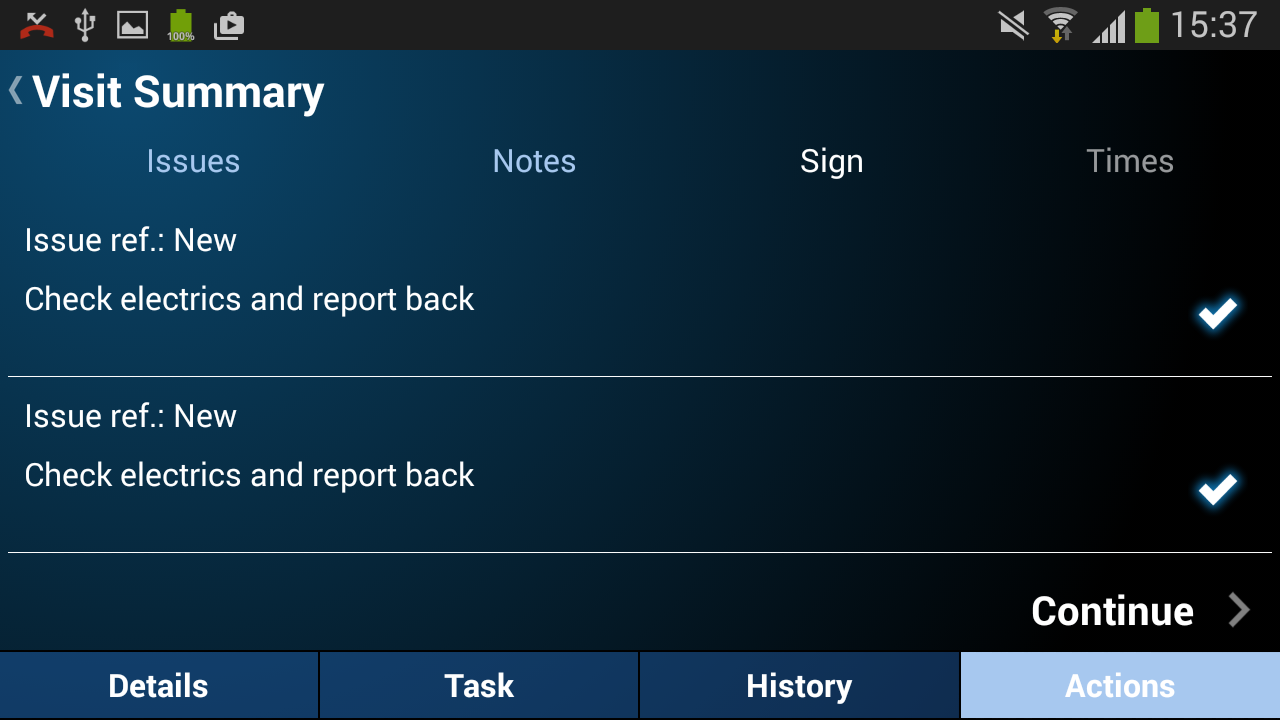 100%
15:37
Visit Summary
Issues Notes Sign Times
Issue ref.: New
Check electrics and report back
Issue ref.: New
Check electrics and report back
Continue
Details Task History Actions